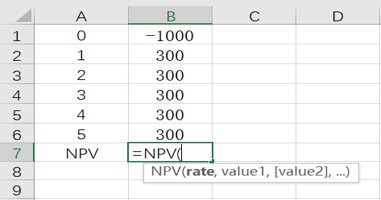 A B C D
1 0 −1000
2 1 300
3 2 300
4 3 300
5 4 300
6 5 300
7 NPV =NPV(
8 NPV(rate, value1, [value2], ...)
9